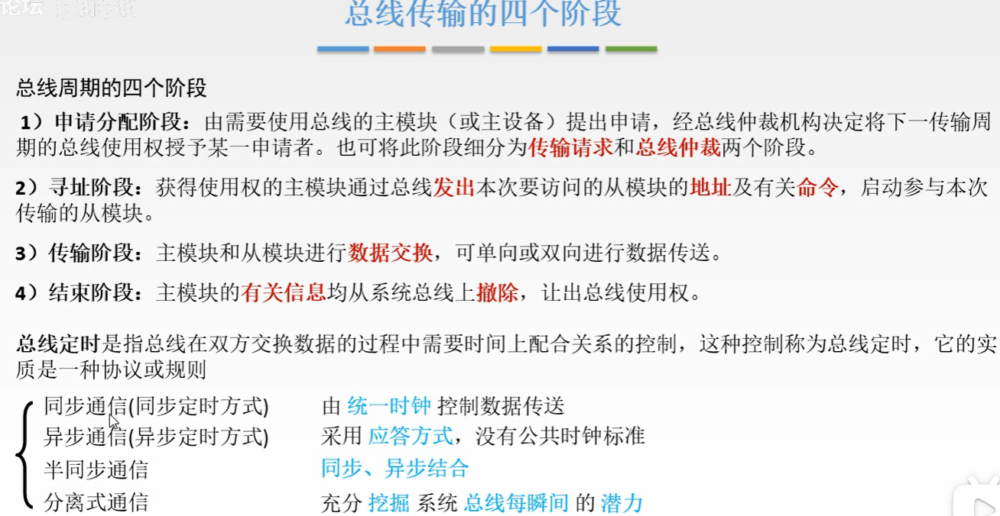 论坛
总线传输的四个阶段
总线周期的四个阶段
1）申请分配阶段：由需要使用总线的主模块（或主设备）提出申请，经总线仲裁机构决定将下一传输周
期的总线使用权授予某一申请者。也可将此阶段细分为传输请求和总线仲裁两个阶段。
2）寻址阶段：获得使用权的主模块通过总线发出本次要访问的从模块的地址及有关命令，启动参与本次
传输的从模块。
3）传输阶段：主模块和从模块进行数据交换，可单向或双向进行数据传送。
4）结束阶段：主模块的有关信息均从系统总线上撤除，让出总线使用权。
总线定时是指总线在双方交换数据的过程中需要时间上配合关系的控制，这种控制称为总线定时，它的实
质是一种协议或规则
同步通信(同步定时方式) 由 统一时钟 控制数据传送
异步通信(异步定时方式) 采用 应答方式，没有公共时钟标准
半同步通信 同步、异步结合
分离式通信 充分 挖掘 系统 总线每瞬间 的 潜力